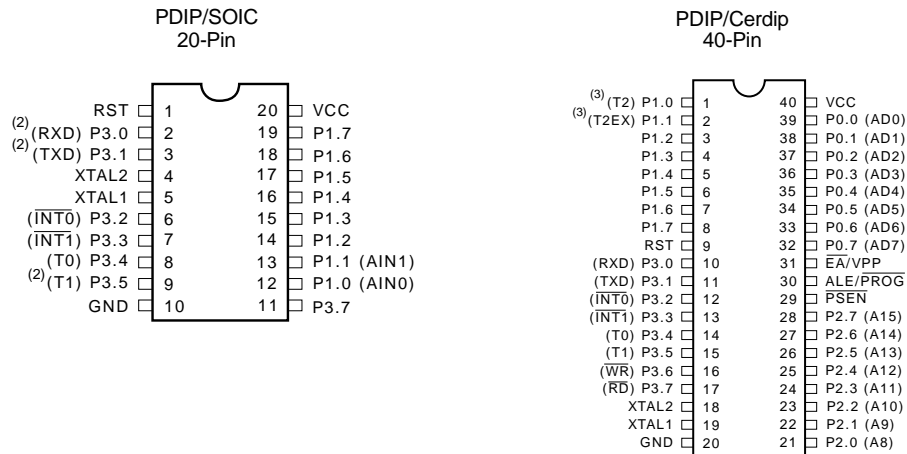 PDIP/SOIC
20-Pin
RST 1 20 VCC
(2)(RXD) P3.0 2 19 P1.7
(2)(TXD) P3.1 3 18 P1.6
XTAL2 4 17 P1.5
XTAL1 5 16 P1.4
(I̅N̅T̅0̅) P3.2 6 15 P1.3
(I̅N̅T̅1̅) P3.3 7 14 P1.2
(T0) P3.4 8 13 P1.1 (AIN1)
(2)(T1) P3.5 9 12 P1.0 (AIN0)
GND 10 11 P3.7
PDIP/Cerdip
40-Pin
(3)(T2) P1.0 1 40 VCC
(3)(T2EX) P1.1 2 39 P0.0 (AD0)
P1.2 3 38 P0.1 (AD1)
P1.3 4 37 P0.2 (AD2)
P1.4 5 36 P0.3 (AD3)
P1.5 6 35 P0.4 (AD4)
P1.6 7 34 P0.5 (AD5)
P1.7 8 33 P0.6 (AD6)
RST 9 32 P0.7 (AD7)
(RXD) P3.0 10 31 E̅A̅/VPP
(TXD) P3.1 11 30 ALE/P̅R̅O̅G̅
(I̅N̅T̅0̅) P3.2 12 29 P̅S̅E̅N̅
(I̅N̅T̅1̅) P3.3 13 28 P2.7 (A15)
(T0) P3.4 14 27 P2.6 (A14)
(T1) P3.5 15 26 P2.5 (A13)
(W̅R̅) P3.6 16 25 P2.4 (A12)
(R̅D̅) P3.7 17 24 P2.3 (A11)
XTAL2 18 23 P2.2 (A10)
XTAL1 19 22 P2.1 (A9)
GND 20 21 P2.0 (A8)